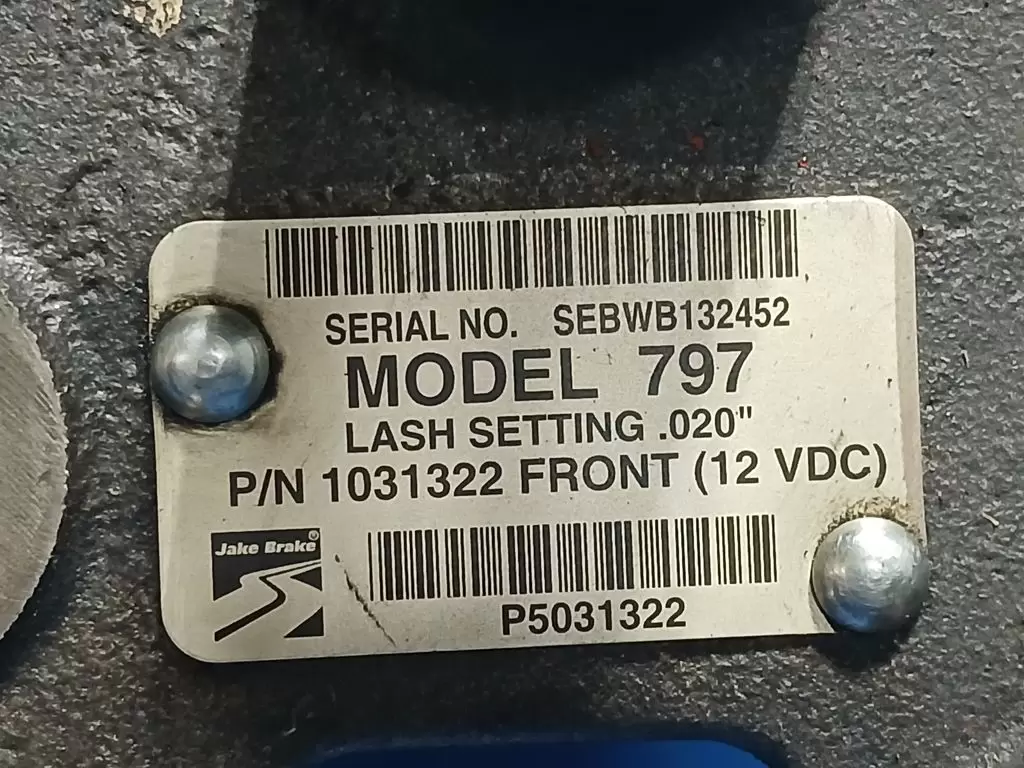 SERIAL NO. SEBWB132452
MODEL 797
LASH SETTING .020"
P/N 1031322 FRONT (12 VDC)
Jake Brake®
P5031322